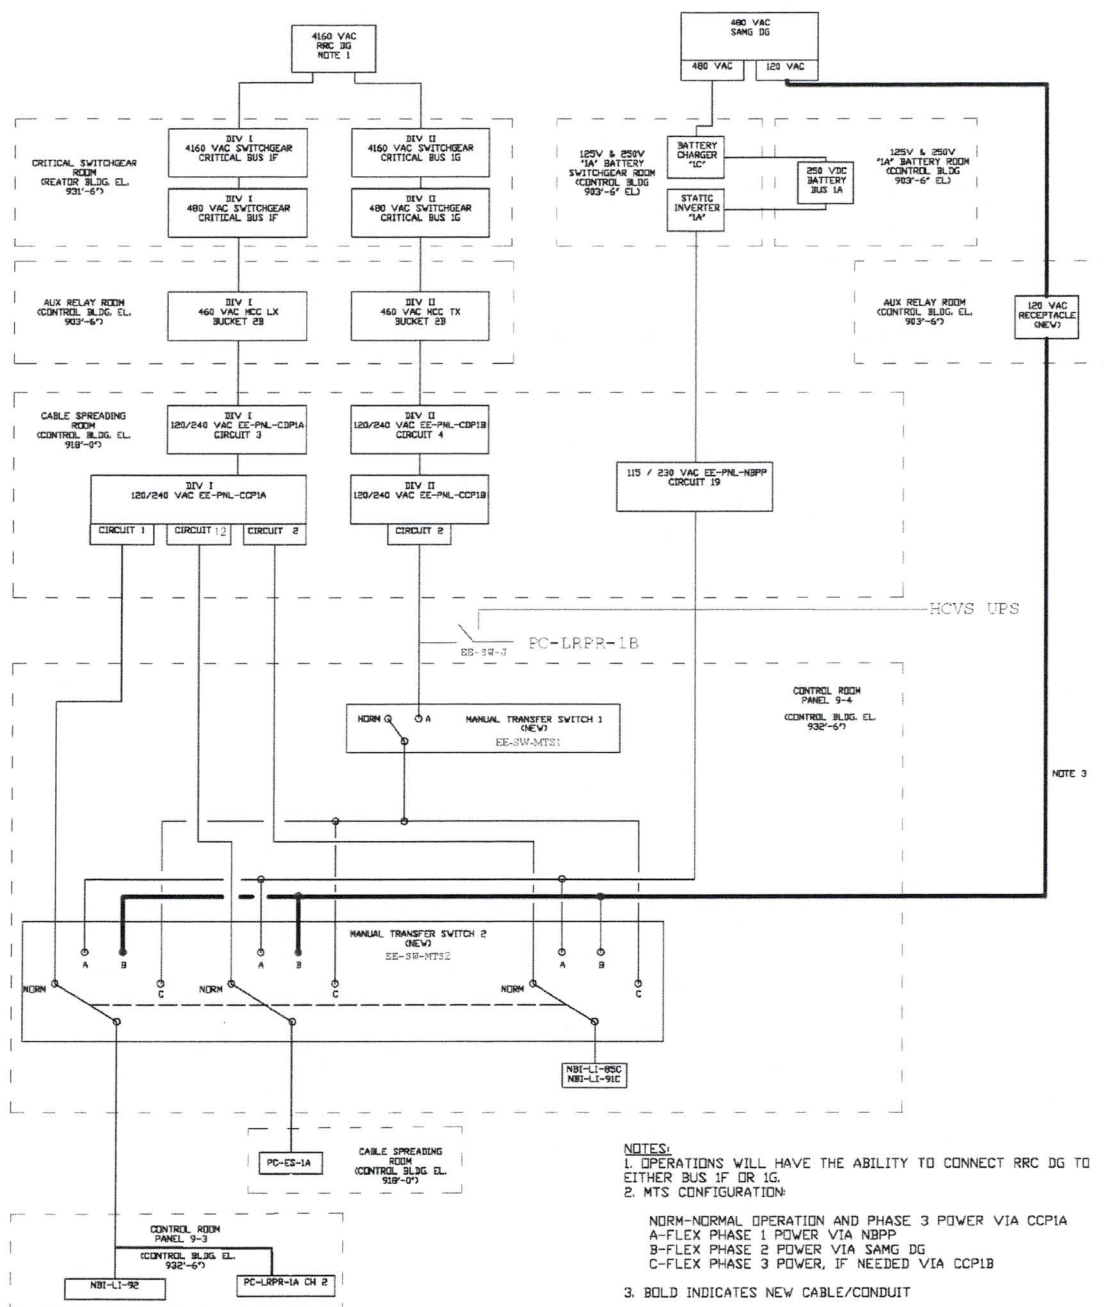 4160 VAC
RRC DG
NOTE 1
480 VAC
SAMG DG
480 VAC
120 VAC
CRITICAL SWITCHGEAR
ROOM
(REATOR BLDG. EL.
931'-6")
DIV I
4160 VAC SWITCHGEAR
CRITICAL BUS 1F
DIV II
4160 VAC SWITCHGEAR
CRITICAL BUS 1G
DIV I
480 VAC SWITCHGEAR
CRITICAL BUS 1F
DIV II
480 VAC SWITCHGEAR
CRITICAL BUS 1G
125V & 250V
"1A" BATTERY
SWITCHGEAR ROOM
(CONTROL BLDG
903'-6" EL)
BATTERY
CHARGER
"1C"
STATIC
INVERTER
"1A"
250 VDC
BATTERY
BUS 1A
125V & 250V
"1A" BATTERY ROOM
(CONTROL BLDG
903'-6" EL)
AUX RELAY ROOM
(CONTROL BLDG. EL.
903'-6")
DIV I
460 VAC MCC LX
BUCKET 2B
DIV II
460 VAC MCC TX
BUCKET 2B
AUX RELAY ROOM
(CONTROL BLDG. EL.
903'-6")
120 VAC
RECEPTACLE
(NEW)
CABLE SPREADING
ROOM
(CONTROL BLDG. EL.
918'-0")
DIV I
120/240 VAC EE-PNL-CDP1A
CIRCUIT 3
DIV II
120/240 VAC EE-PNL-CDP1B
CIRCUIT 4
DIV I
120/240 VAC EE-PNL-CCP1A
DIV II
120/240 VAC EE-PNL-CCP1B
115 / 230 VAC EE-PNL-NBPP
CIRCUIT 19
CIRCUIT 1
CIRCUIT 12
CIRCUIT 2
CIRCUIT 2
HCVS UPS
EE-SW-J
PC-LRPR-1B
CONTROL ROOM
PANEL 9-4
(CONTROL BLDG. EL.
932'-6")
NORM
A
MANUAL TRANSFER SWITCH 1
(NEW)
EE-SW-MTS1
NOTE 3
MANUAL TRANSFER SWITCH 2
(NEW)
EE-SW-MTS2
A
B
A
B
A
B
NORM
C
NORM
C
NORM
C
NBI-LI-85C
NBI-LI-91C
PC-ES-1A
CABLE SPREADING
ROOM
(CONTROL BLDG. EL.
918'-0")
CONTROL ROOM
PANEL 9-3
(CONTROL BLDG. EL.
932'-6")
NBI-LI-92
PC-LRPR-1A CH 2
NOTES:
1. OPERATIONS WILL HAVE THE ABILITY TO CONNECT RRC DG TO
EITHER BUS 1F OR 1G.
2. MTS CONFIGURATION:
NORM-NORMAL OPERATION AND PHASE 3 POWER VIA CCP1A
A-FLEX PHASE 1 POWER VIA NBPP
B-FLEX PHASE 2 POWER VIA SAMG DG
C-FLEX PHASE 3 POWER, IF NEEDED VIA CCP1B
3. BOLD INDICATES NEW CABLE/CONDUIT